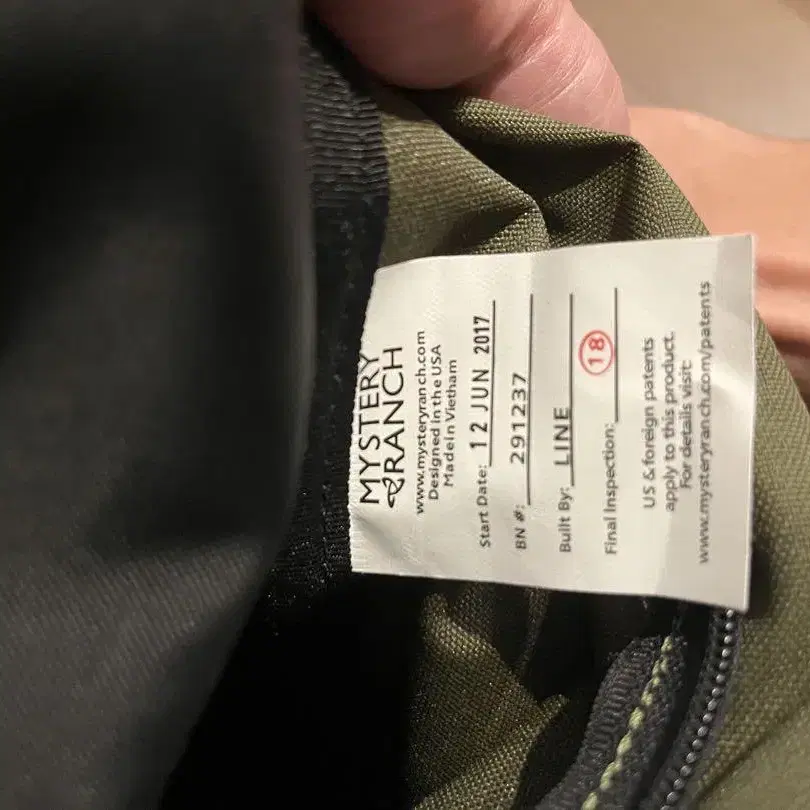 MYSTERY
RANCH
www.mysteryranch.com
Designed in the USA
Made in Vietnam
Start Date: 12 JUN 2017
BN #: 291237
Built By: LINE
Final Inspection: 18
US & foreign patents
apply to this product.
For details visit:
www.mysteryranch.com/patents